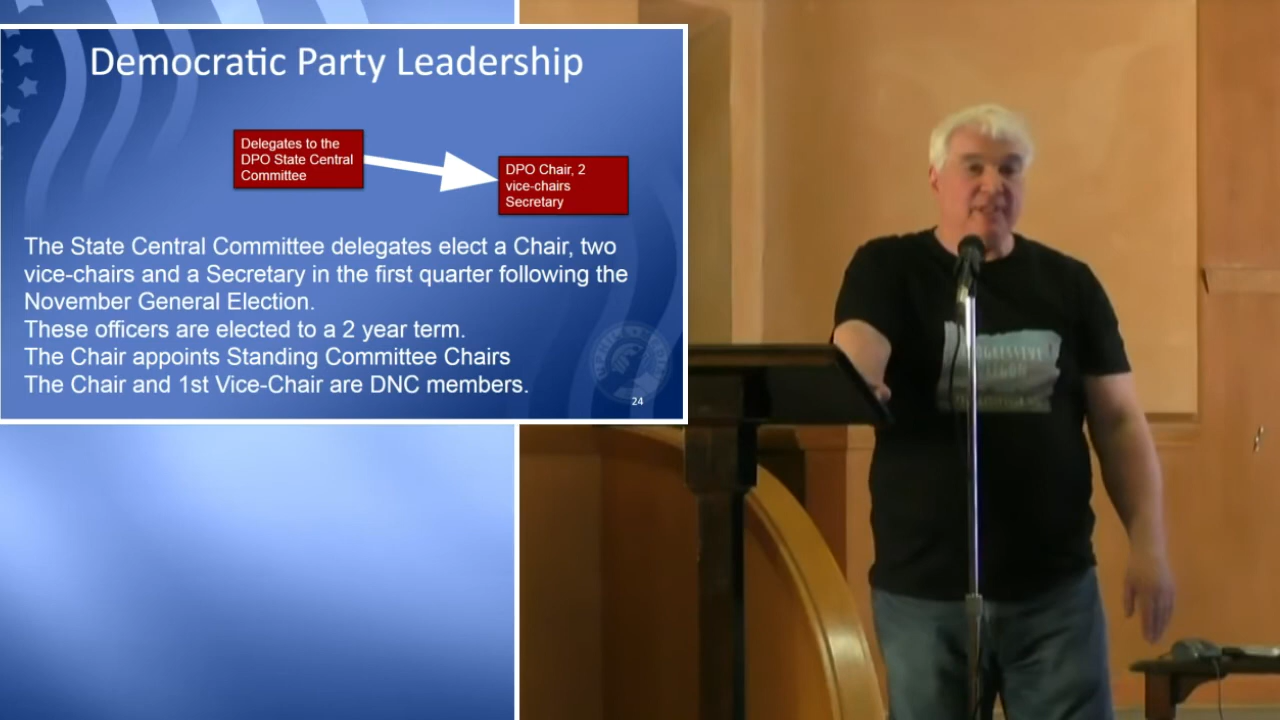 Democratic Party Leadership
Delegates to the
DPO State Central
Committee
DPO Chair, 2
vice-chairs
Secretary
The State Central Committee delegates elect a Chair, two
vice-chairs and a Secretary in the first quarter following the
November General Election.
These officers are elected to a 2 year term.
The Chair appoints Standing Committee Chairs
The Chair and 1st Vice-Chair are DNC members.
24